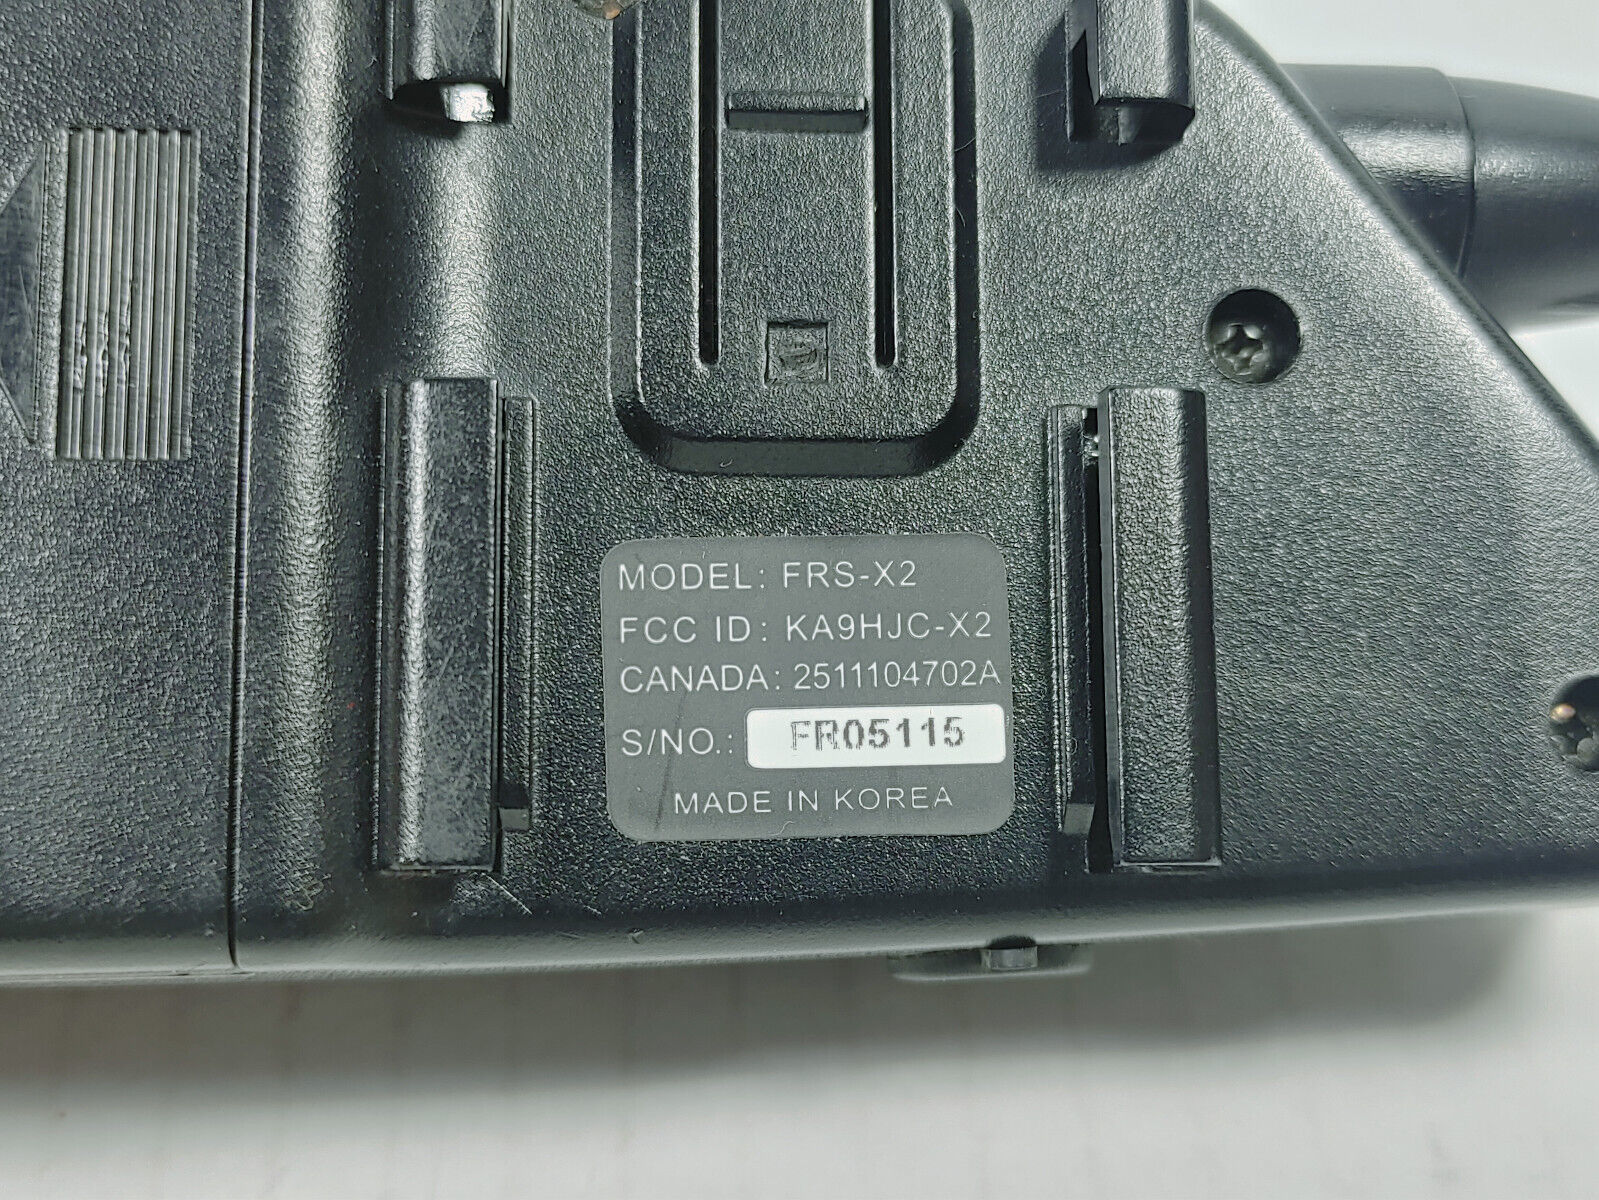 MODEL: FRS-X2
FCC ID: KA9HJC-X2
CANADA: 2511104702A
S/NO.: FR05115
MADE IN KOREA